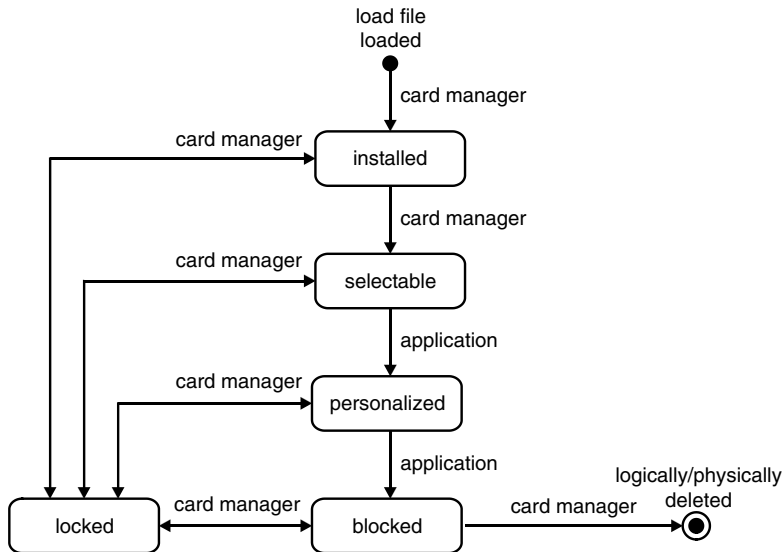 load file
loaded
card manager
card manager
installed
card manager
card manager
selectable
application
card manager
personalized
application
logically/physically
deleted
card manager
card manager
locked
blocked